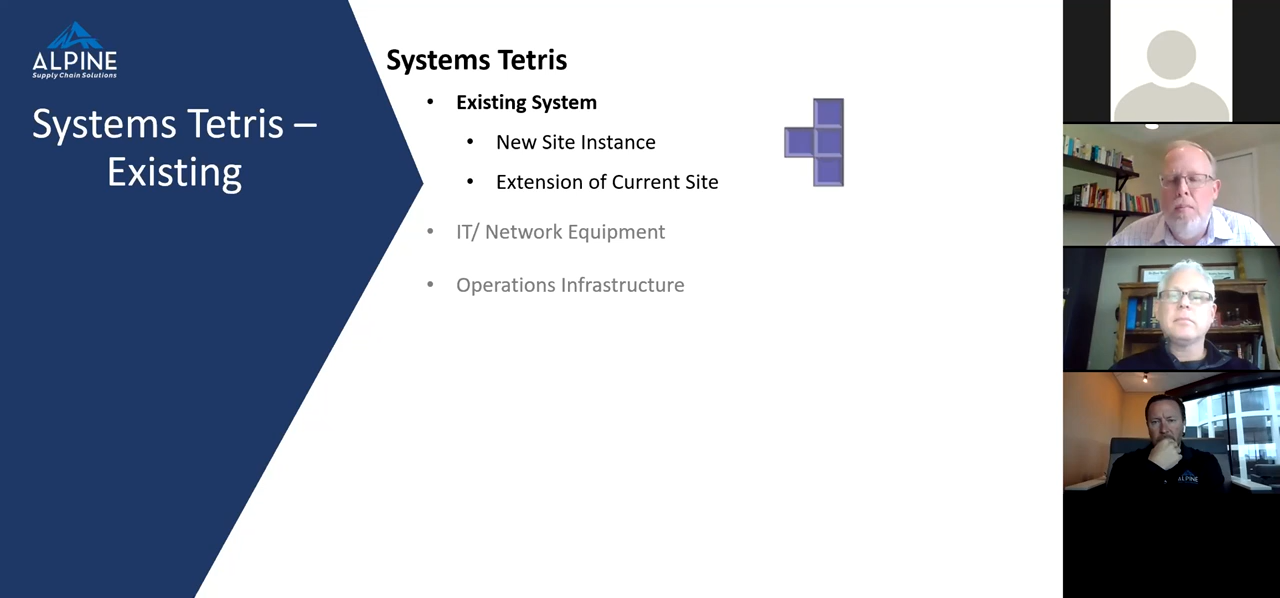 ALPINE
Supply Chain Solutions
Systems Tetris –
Existing
Systems Tetris
• Existing System
• New Site Instance
• Extension of Current Site
• IT/ Network Equipment
• Operations Infrastructure
ALPINE